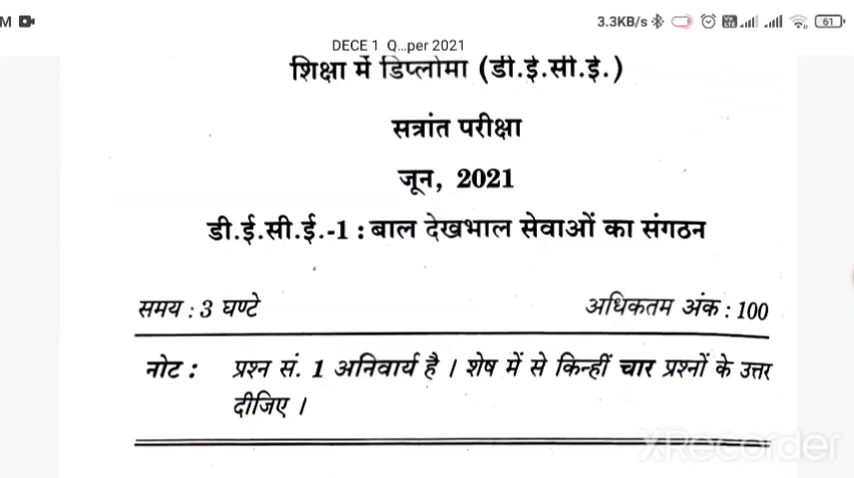 M 3.3KB/s 61
DECE 1 Q...per 2021
शिक्षा में डिप्लोमा (डी.ई.सी.ई.)
सत्रांत परीक्षा
जून, 2021
डी.ई.सी.ई.-1 : बाल देखभाल सेवाओं का संगठन
समय : 3 घण्टे अधिकतम अंक : 100
नोट : प्रश्न सं. 1 अनिवार्य है । शेष में से किन्हीं चार प्रश्नों के उत्तर
दीजिए ।
XRecorder